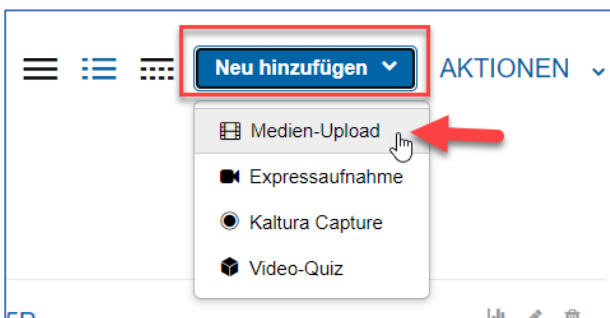 Neu hinzufügen
AKTIONEN
Medien-Upload
Expressaufnahme
Kaltura Capture
Video-Quiz